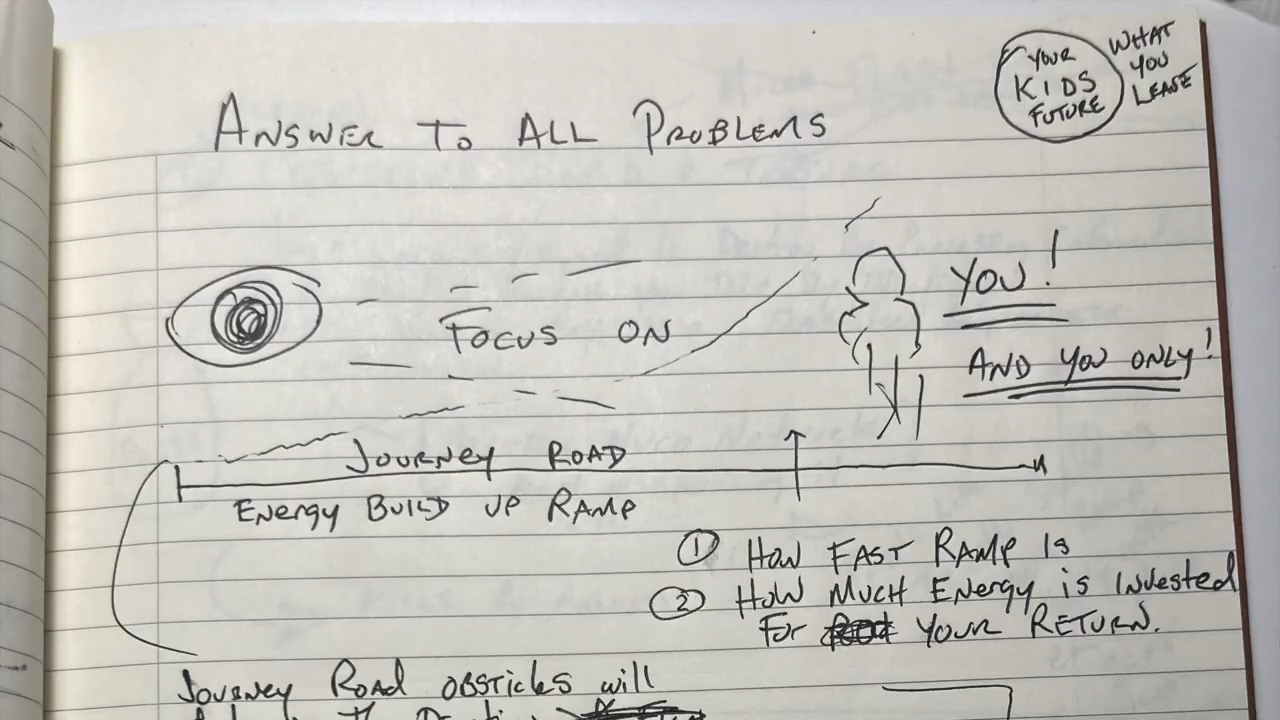 YOUR
KIDS
FUTURE
WHAT
YOU
LEAVE
ANSWER TO ALL PROBLEMS
FOCUS ON
YOU!
AND YOU ONLY!
JOURNEY ROAD
ENERGY BUILD UP RAMP
① HOW FAST RAMP IS
② HOW MUCH ENERGY is INVESTED
FOR YOUR RETURN.
JOURNEY ROAD OBSTICKLES will